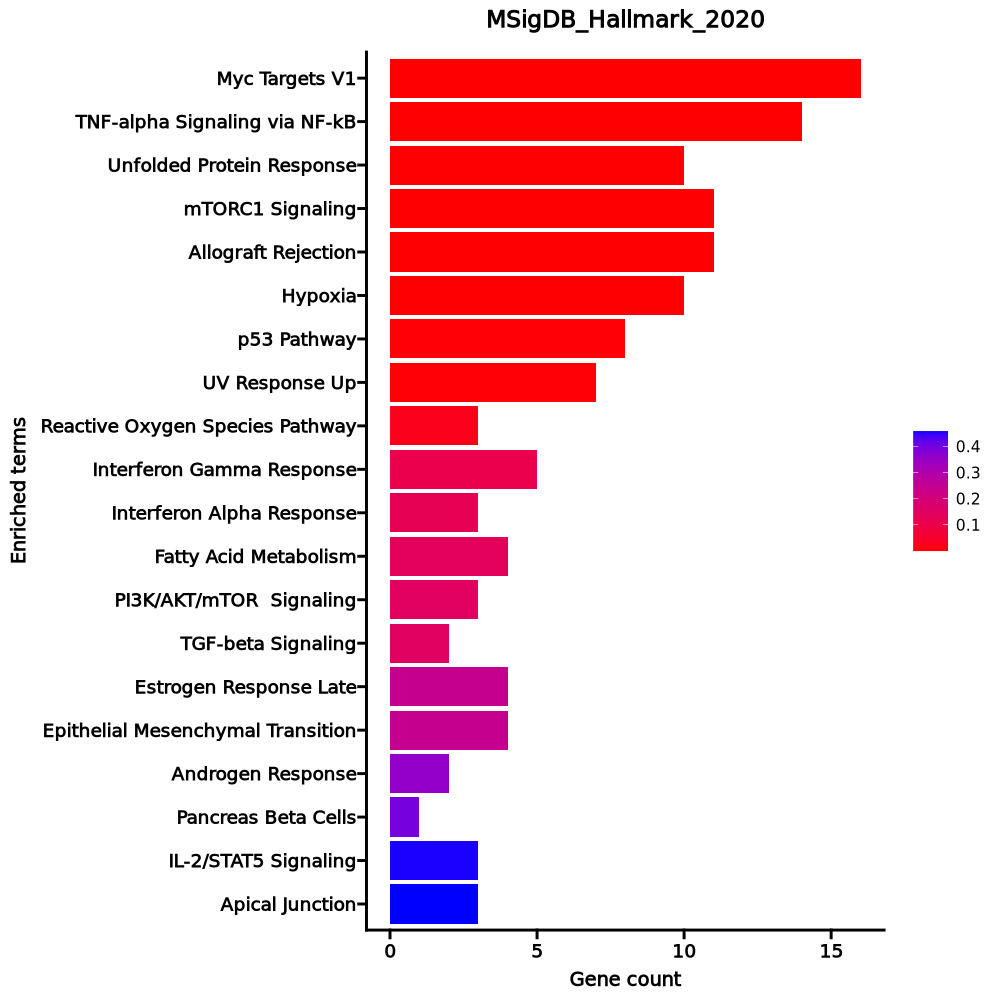 MSigDB_Hallmark_2020
Myc Targets V1
TNF-alpha Signaling via NF-kB
Unfolded Protein Response
mTORC1 Signaling
Allograft Rejection
Hypoxia
p53 Pathway
UV Response Up
Reactive Oxygen Species Pathway
Interferon Gamma Response
Interferon Alpha Response
Fatty Acid Metabolism
PI3K/AKT/mTOR  Signaling
TGF-beta Signaling
Estrogen Response Late
Epithelial Mesenchymal Transition
Androgen Response
Pancreas Beta Cells
IL-2/STAT5 Signaling
Apical Junction
Enriched terms
0 5 10 15
Gene count
0.4
0.3
0.2
0.1